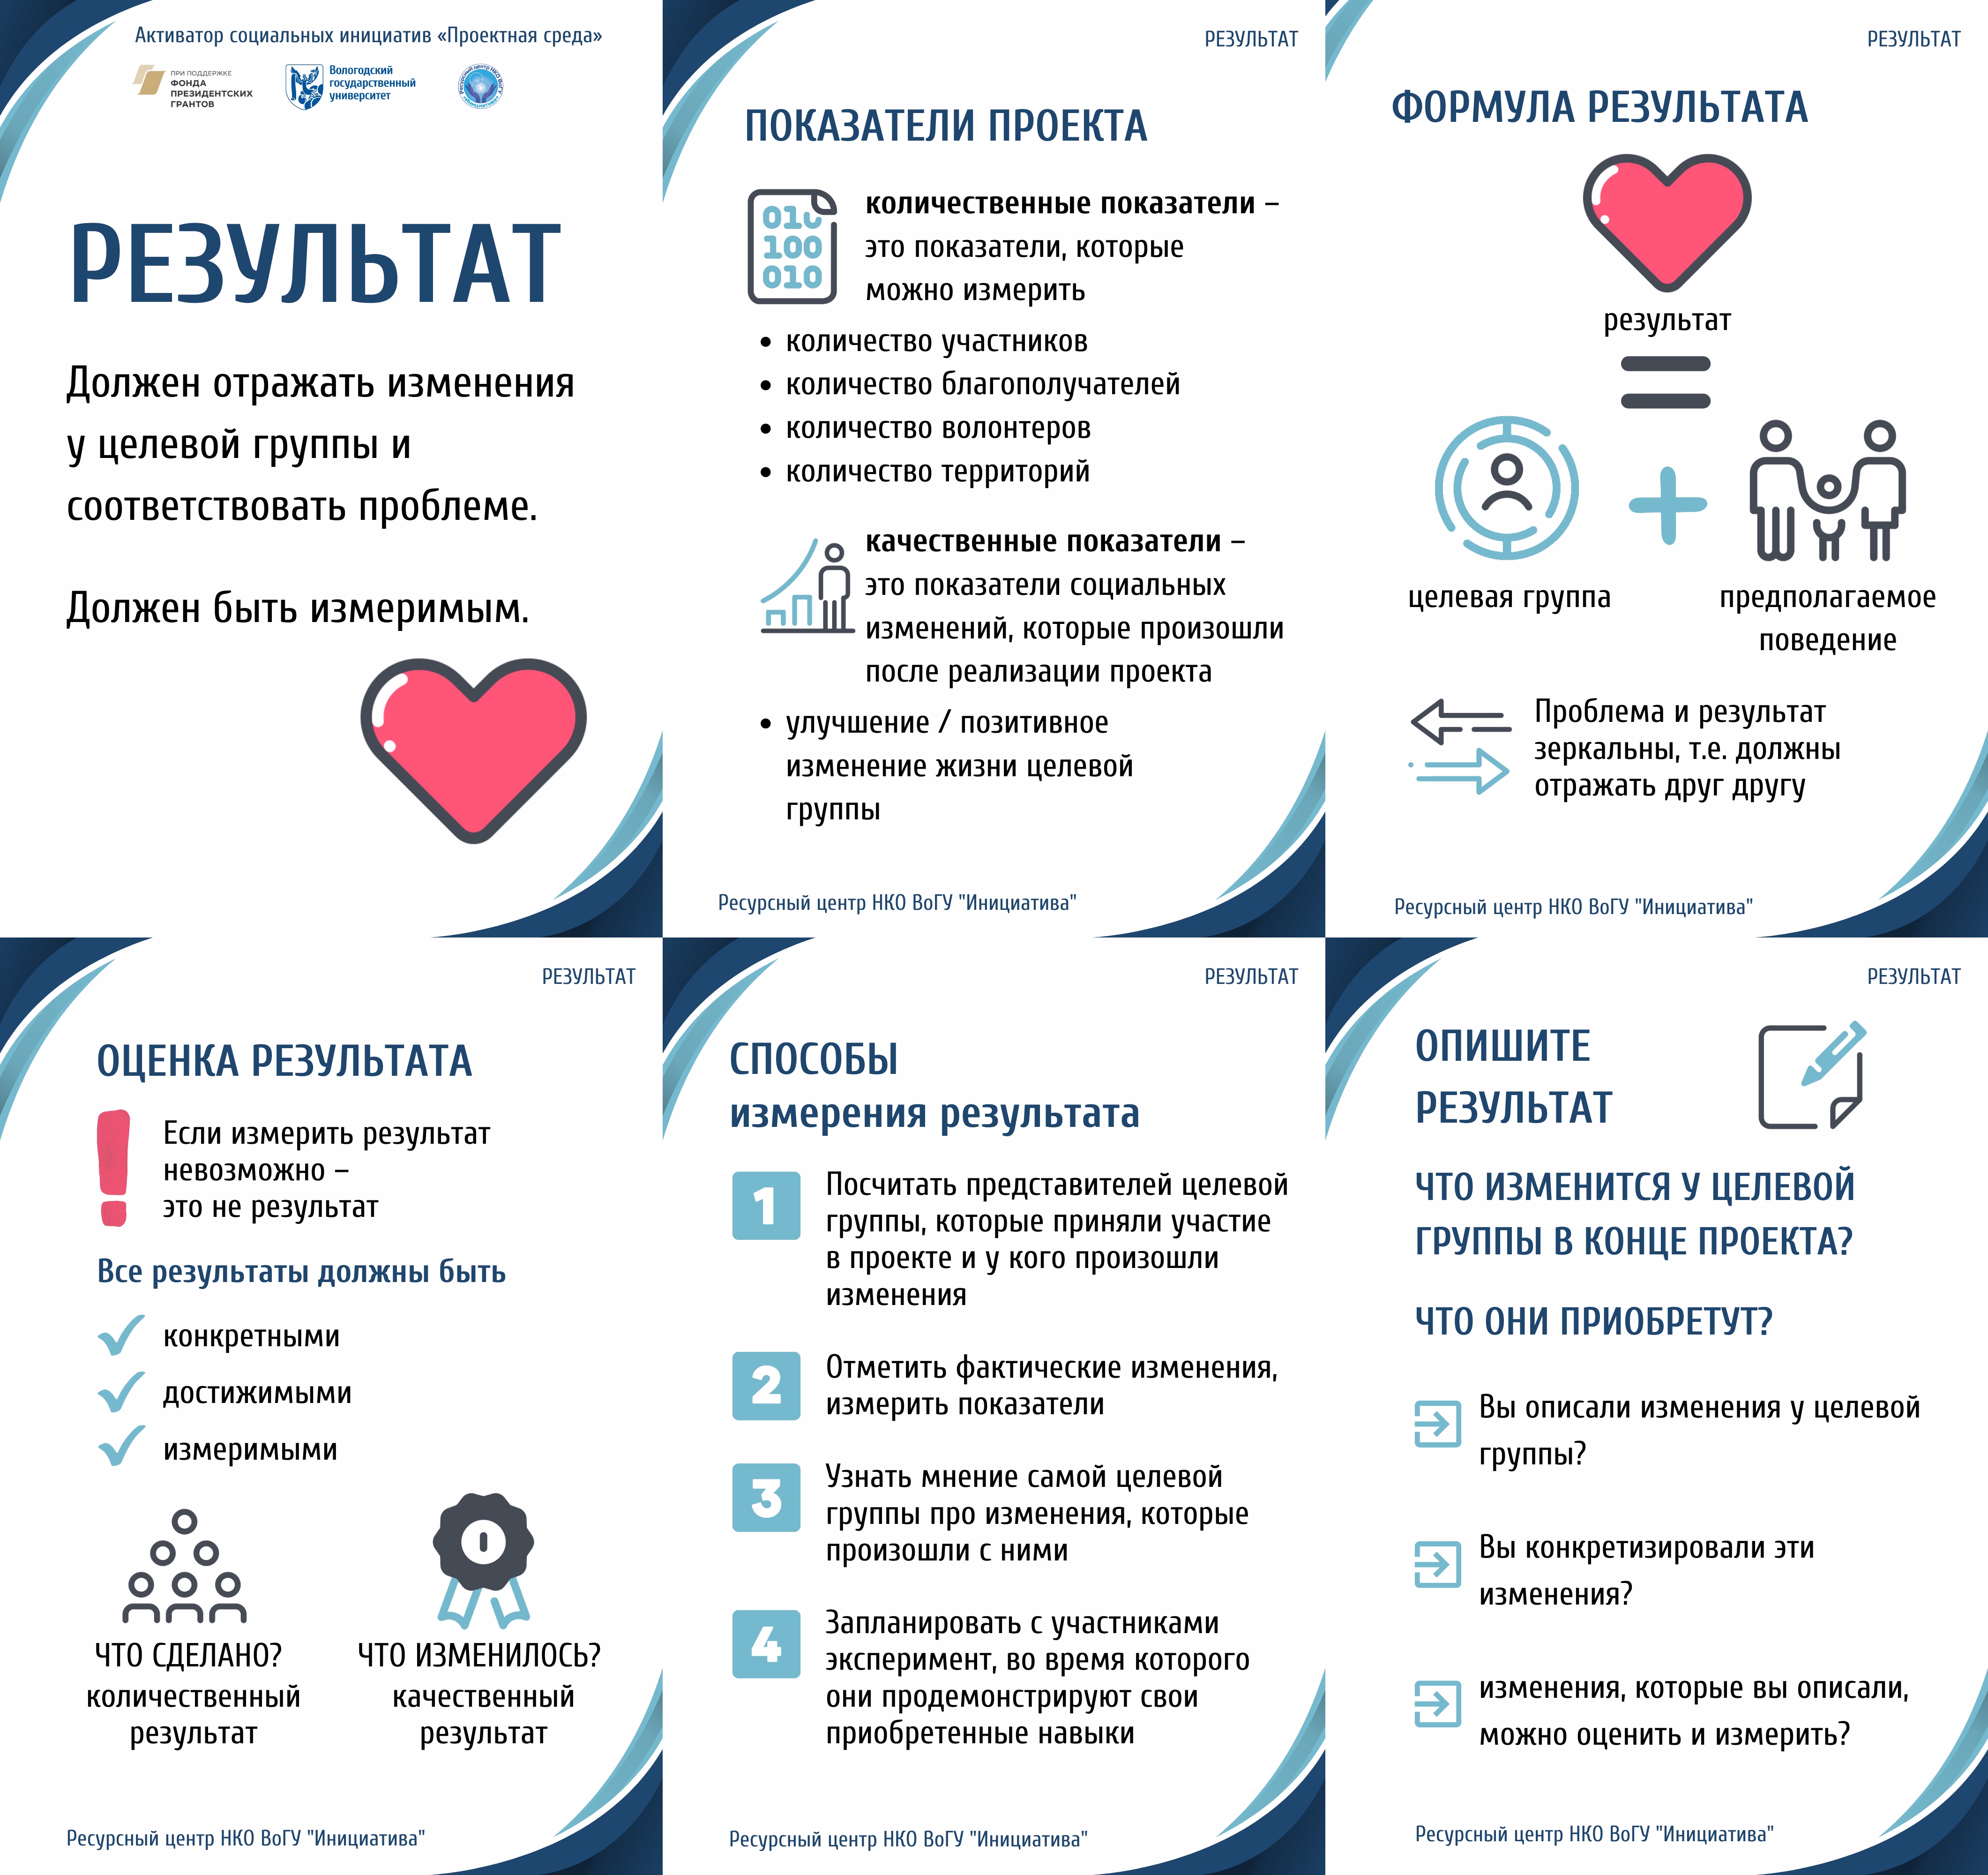 Активатор социальных инициатив «Проектная среда»
ПРИ ПОДДЕРЖКЕ
ФОНДА
ПРЕЗИДЕНТСКИХ
ГРАНТОВ
Вологодский
государственный
университет
РЕЗУЛЬТАТ
Должен отражать изменения
у целевой группы и
соответствовать проблеме.
Должен быть измеримым.
РЕЗУЛЬТАТ
ПОКАЗАТЕЛИ ПРОЕКТА
010
100
010
количественные показатели –
это показатели, которые
можно измерить
• количество участников
• количество благополучателей
• количество волонтеров
• количество территорий
качественные показатели –
это показатели социальных
изменений, которые произошли
после реализации проекта
• улучшение / позитивное
изменение жизни целевой
группы
Ресурсный центр НКО ВоГУ "Инициатива"
РЕЗУЛЬТАТ
ФОРМУЛА РЕЗУЛЬТАТА
результат
=
целевая группа
+
предполагаемое
поведение
Проблема и результат
зеркальны, т.е. должны
отражать друг другу
Ресурсный центр НКО ВоГУ "Инициатива"
РЕЗУЛЬТАТ
ОЦЕНКА РЕЗУЛЬТАТА
!
Если измерить результат
невозможно –
это не результат
Все результаты должны быть
конкретными
достижимыми
измеримыми
ЧТО СДЕЛАНО?
количественный
результат
ЧТО ИЗМЕНИЛОСЬ?
качественный
результат
Ресурсный центр НКО ВоГУ "Инициатива"
РЕЗУЛЬТАТ
СПОСОБЫ
измерения результата
1
Посчитать представителей целевой
группы, которые приняли участие
в проекте и у кого произошли
изменения
2
Отметить фактические изменения,
измерить показатели
3
Узнать мнение самой целевой
группы про изменения, которые
произошли с ними
4
Запланировать с участниками
эксперимент, во время которого
они продемонстрируют свои
приобретенные навыки
Ресурсный центр НКО ВоГУ "Инициатива"
РЕЗУЛЬТАТ
ОПИШИТЕ
РЕЗУЛЬТАТ
ЧТО ИЗМЕНИТСЯ У ЦЕЛЕВОЙ
ГРУППЫ В КОНЦЕ ПРОЕКТА?
ЧТО ОНИ ПРИОБРЕТУТ?
Вы описали изменения у целевой
группы?
Вы конкретизировали эти
изменения?
изменения, которые вы описали,
можно оценить и измерить?
Ресурсный центр НКО ВоГУ "Инициатива"